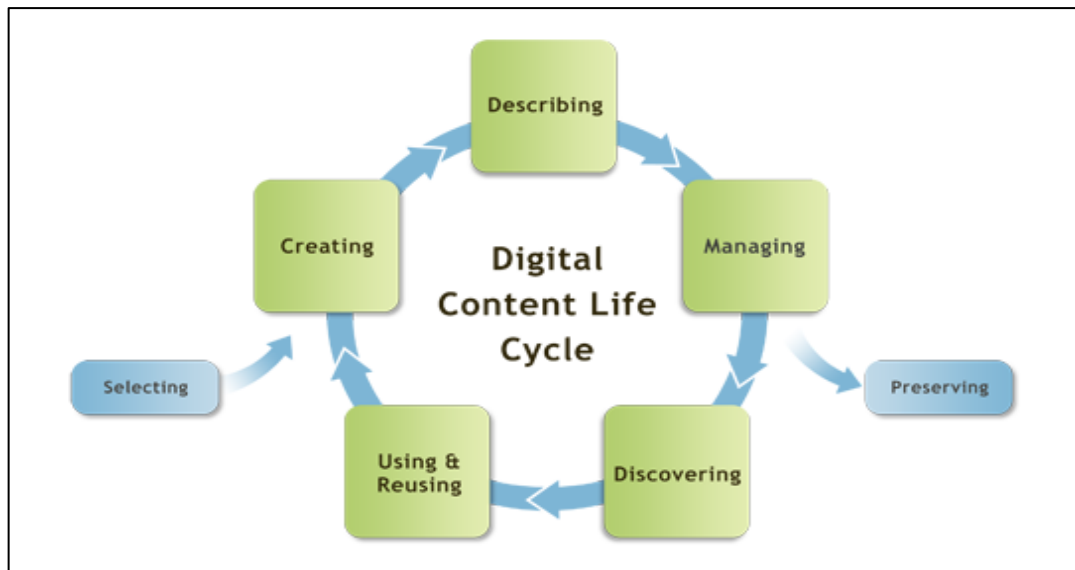 Describing
Creating
Managing
Digital
Content Life
Cycle
Selecting
Preserving
Using &
Reusing
Discovering